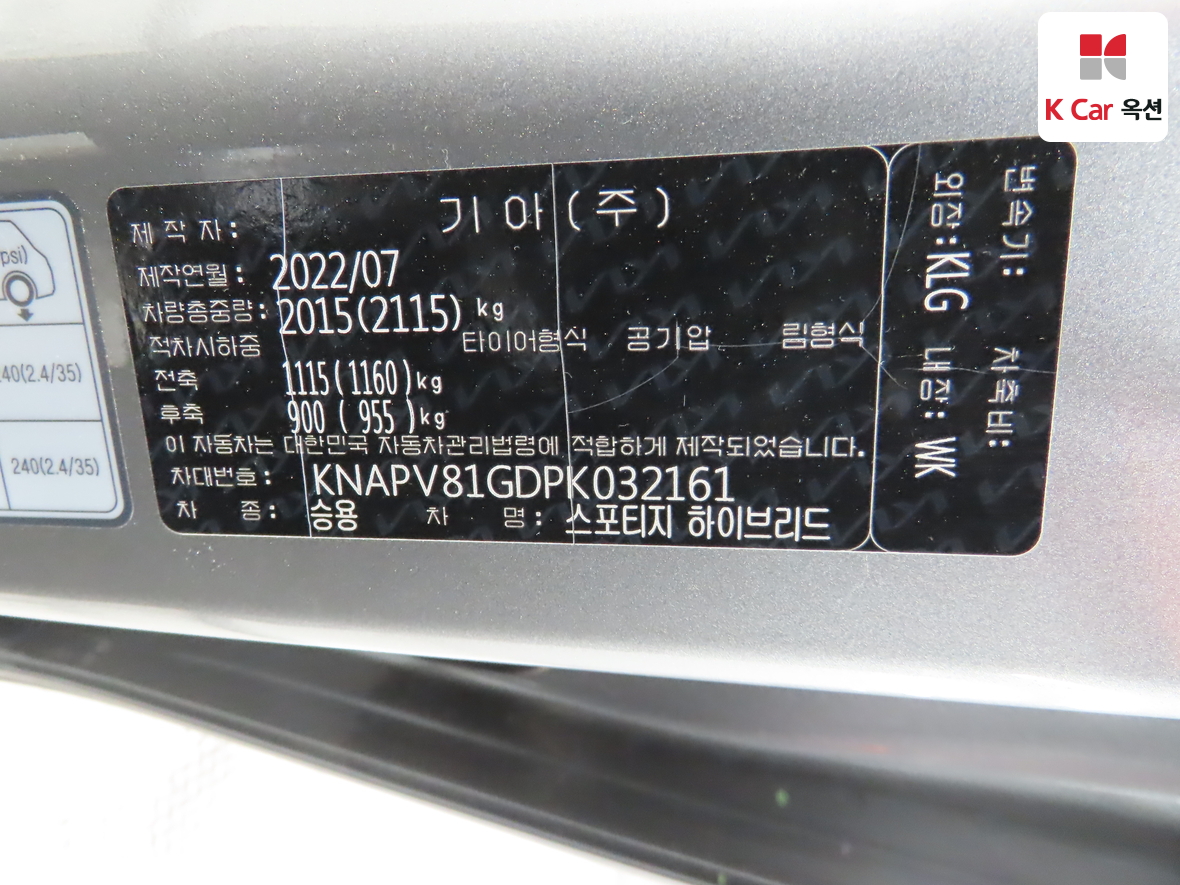 K Car 옥션
psi)
240(2.4/35)
240(2.4/35)
제 작 자 : 기 아 ( 주 )
제작연월 : 2022/07
차량총중량 : 2015(2115) kg
적차시하중 타이어형식 공기압 림형식
전축 1115(1160)kg
후축 900 ( 955 )kg
이 자동차는 대한민국 자동차관리법령에 적합하게 제작되었습니다.
차대번호 : KNAPV81GDPK032161
차 종 : 승용 차 명 : 스포티지 하이브리드
변속기: 차축비:
외장:KLG 내장: WK